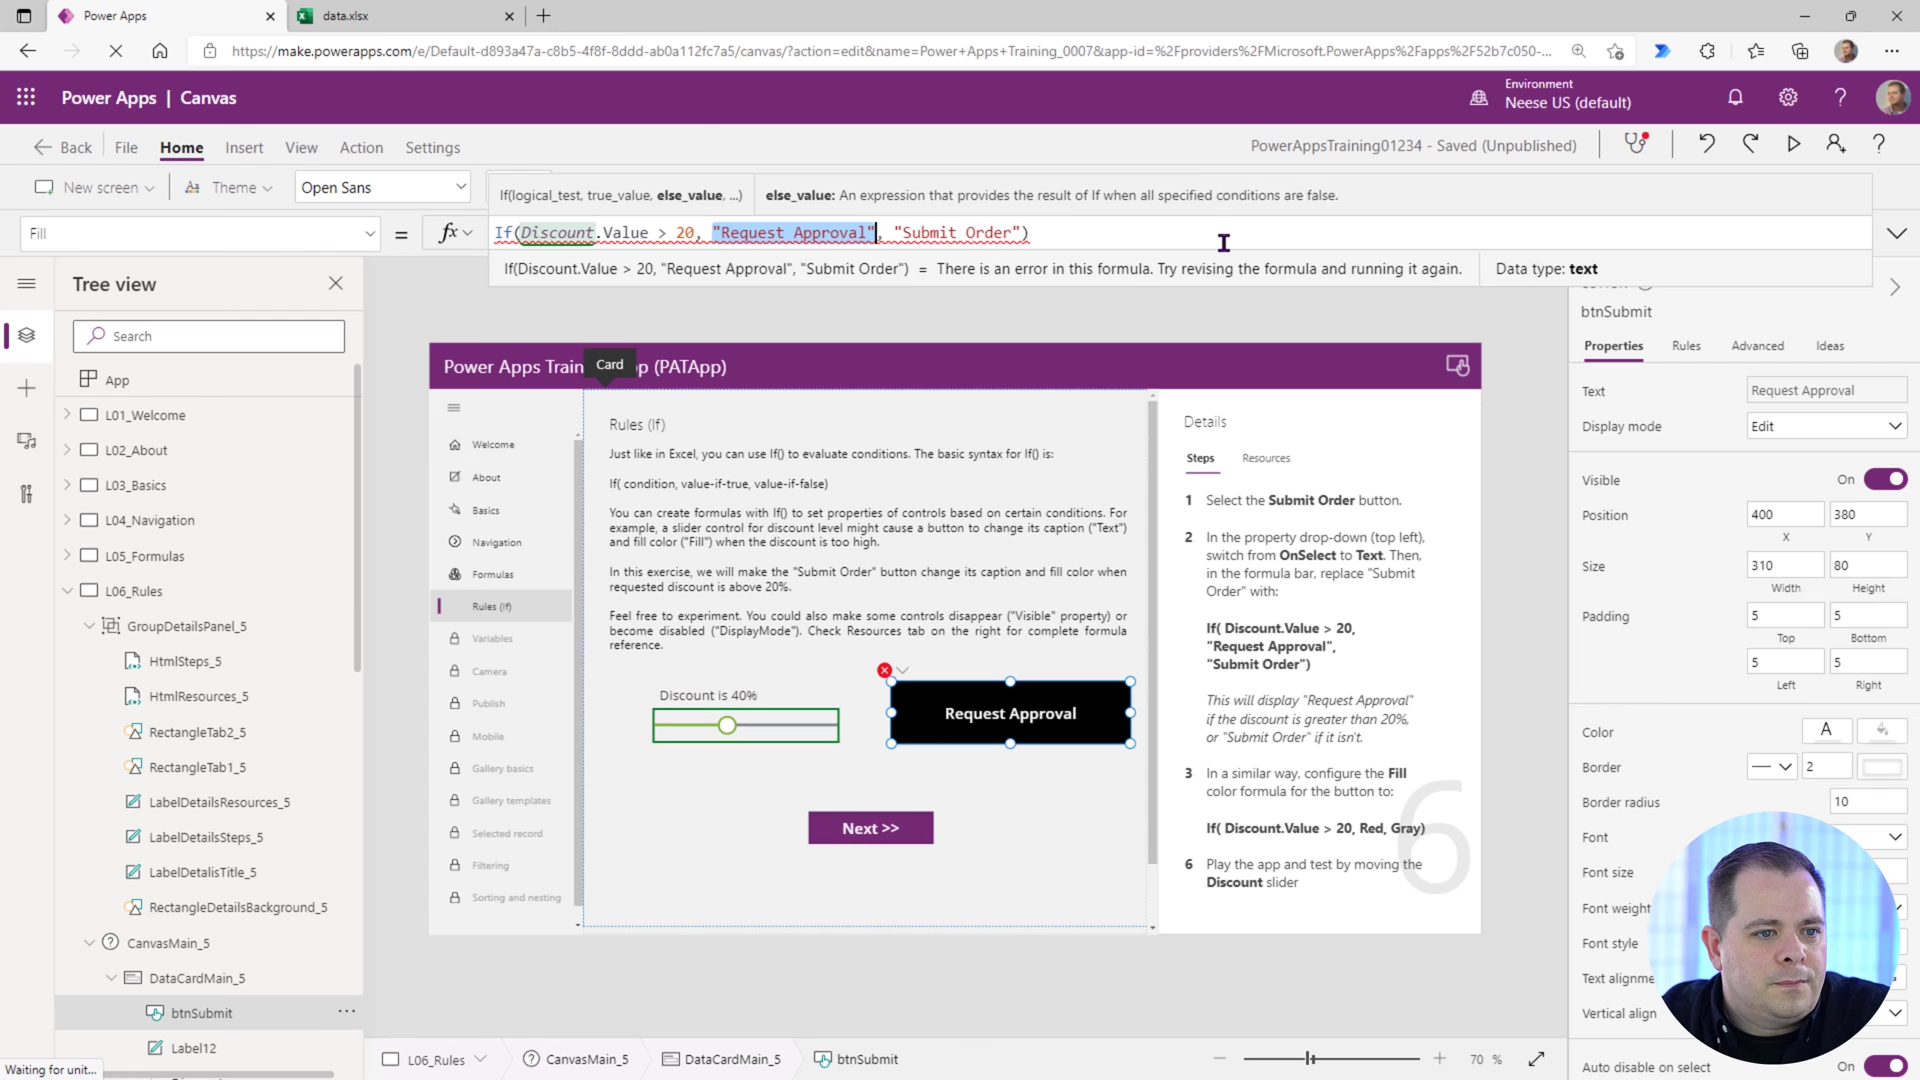 Power Apps
data.xlsx
https://make.powerapps.com/e/Default-d893a47a-c8b5-4f8f-8ddd-ab0a112fc7a5/canvas/?action=edit&name=Power+Apps+Training_0007&app-id=%2Fproviders%2FMicrosoft.PowerApps%2Fapps%2F52b7c050-...
Power Apps | Canvas
Environment
Neese US (default)
Back File Home Insert View Action Settings
PowerAppsTraining01234 - Saved (Unpublished)
New screen Theme Open Sans
If(logical_test, true_value, else_value, ...) else_value: An expression that provides the result of If when all specified conditions are false.
Fill = fx If(Discount.Value > 20, "Request Approval", "Submit Order")
If(Discount.Value > 20, "Request Approval", "Submit Order") = There is an error in this formula. Try revising the formula and running it again. Data type: text
Tree view
Search
App
L01_Welcome
L02_About
L03_Basics
L04_Navigation
L05_Formulas
L06_Rules
GroupDetailsPanel_5
HtmlSteps_5
HtmlResources_5
RectangleTab2_5
RectangleTab1_5
LabelDetailsResources_5
LabelDetailsSteps_5
LabelDetalisTitle_5
RectangleDetailsBackground_5
CanvasMain_5
DataCardMain_5
btnSubmit ...
Label12
Waiting for unit...
Power Apps Train
Card
p (PATApp)
Welcome
About
Basics
Navigation
Formulas
Rules (If)
Variables
Camera
Publish
Mobile
Gallery basics
Gallery templates
Selected record
Filtering
Sorting and nesting
Rules (If)
Just like in Excel, you can use If() to evaluate conditions. The basic syntax for If() is:
If( condition, value-if-true, value-if-false)
You can create formulas with If() to set properties of controls based on certain conditions. For
example, a slider control for discount level might cause a button to change its caption ("Text")
and fill color ("Fill") when the discount is too high.
In this exercise, we will make the "Submit Order" button change its caption and fill color when
requested discount is above 20%.
Feel free to experiment. You could also make some controls disappear ("Visible" property) or
become disabled ("DisplayMode"). Check Resources tab on the right for complete formula
reference.
Discount is 40%
Request Approval
Next >>
Details
Steps Resources
1 Select the Submit Order button.
2 In the property drop-down (top left),
switch from OnSelect to Text. Then,
in the formula bar, replace "Submit
Order" with:
If( Discount.Value > 20,
"Request Approval",
"Submit Order")
This will display "Request Approval"
if the discount is greater than 20%,
or "Submit Order" if it isn't.
3 In a similar way, configure the Fill
color formula for the button to:
If( Discount.Value > 20, Red, Gray)
6 Play the app and test by moving the
Discount slider
6
L06_Rules CanvasMain_5 DataCardMain_5 btnSubmit
70 %
btnSubmit
Properties Rules Advanced Ideas
Text Request Approval
Display mode Edit
Visible On
Position 400 380
X Y
Size 310 80
Width Height
Padding 5 5
Top Bottom
5 5
Left Right
Color A
Border 2
Border radius 10
Font
Font size
Font weight
Font style
Text alignme
Vertical align
Auto disable on select On